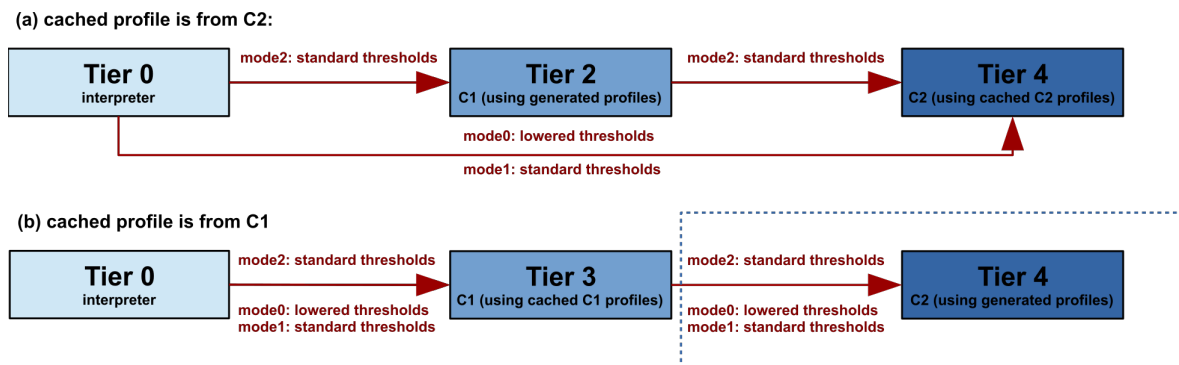 (a) cached profile is from C2:
Tier 0
interpreter
mode2: standard thresholds
Tier 2
C1 (using generated profiles)
mode2: standard thresholds
Tier 4
C2 (using cached C2 profiles)
mode0: lowered thresholds
mode1: standard thresholds
(b) cached profile is from C1
Tier 0
interpreter
mode2: standard thresholds
mode0: lowered thresholds
mode1: standard thresholds
Tier 3
C1 (using cached C1 profiles)
mode2: standard thresholds
mode0: lowered thresholds
mode1: standard thresholds
Tier 4
C2 (using generated profiles)